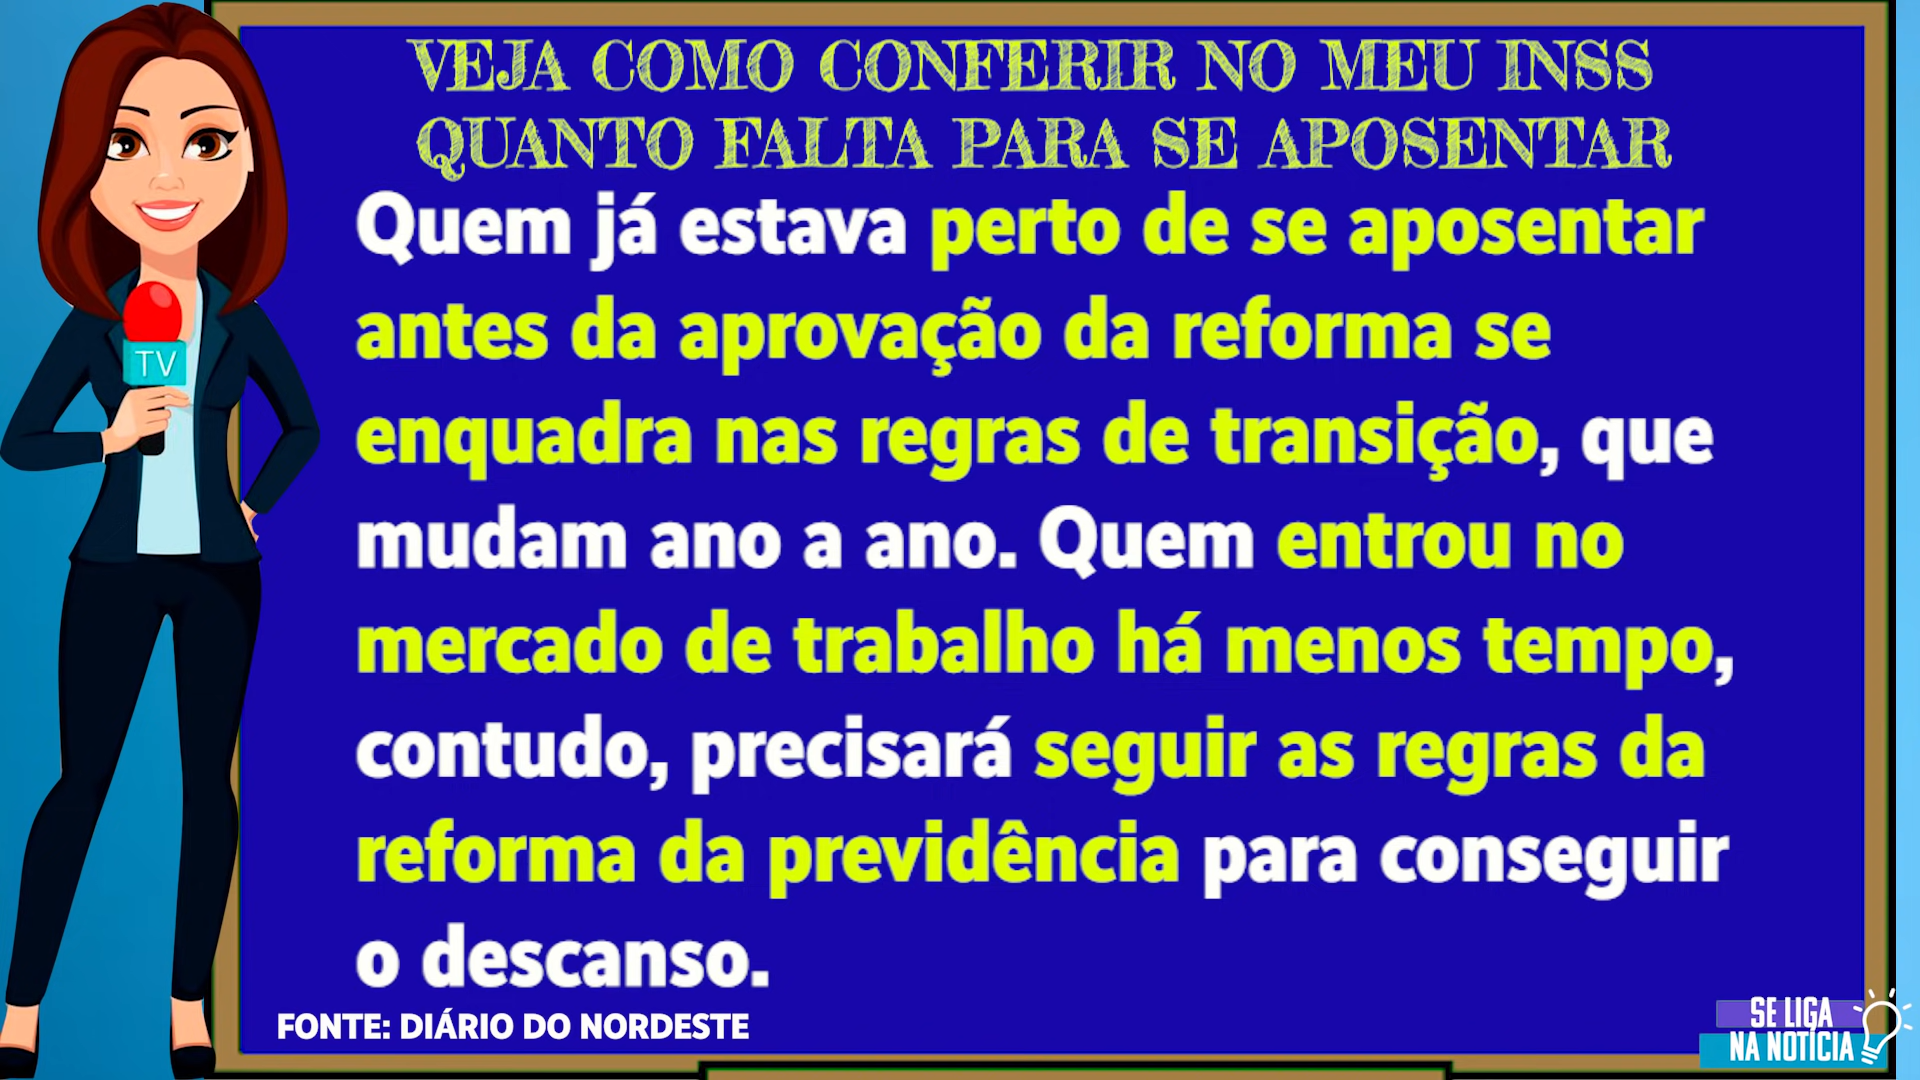 VEJA COMO CONFERIR NO MEU INSS
QUANTO FALTA PARA SE APOSENTAR
Quem já estava perto de se aposentar
antes da aprovação da reforma se
enquadra nas regras de transição, que
mudam ano a ano. Quem entrou no
mercado de trabalho há menos tempo,
contudo, precisará seguir as regras da
reforma da previdência para conseguir
o descanso.
FONTE: DIÁRIO DO NORDESTE
TV
SE LIGA
NA NOTÍCIA